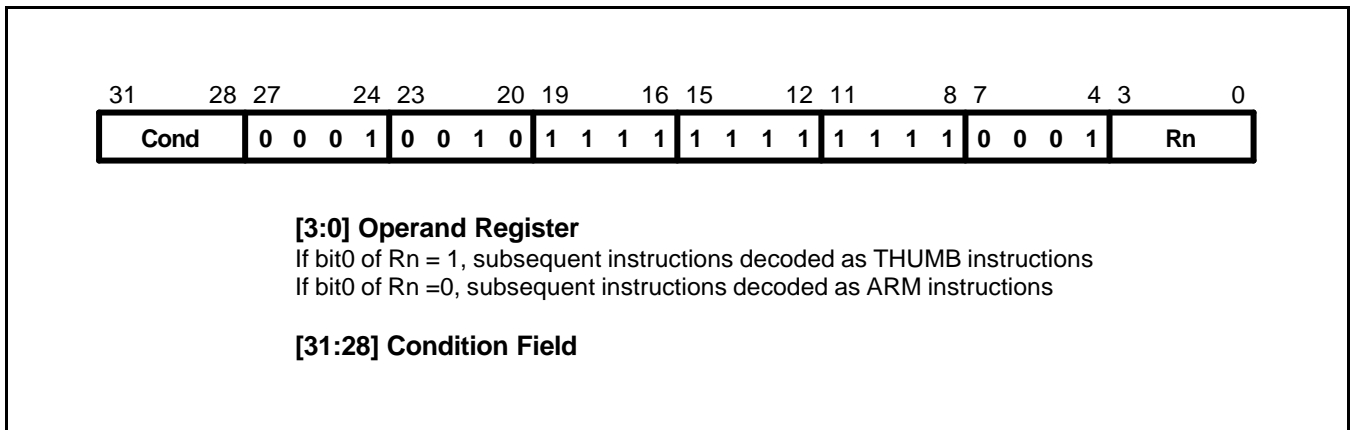 31 28 27 24 23 20 19 16 15 12 11 8 7 4 3 0
Cond 0 0 0 1 0 0 1 0 1 1 1 1 1 1 1 1 1 1 1 1 0 0 0 1 Rn
[3:0] Operand Register
If bit0 of Rn = 1, subsequent instructions decoded as THUMB instructions
If bit0 of Rn =0, subsequent instructions decoded as ARM instructions
[31:28] Condition Field